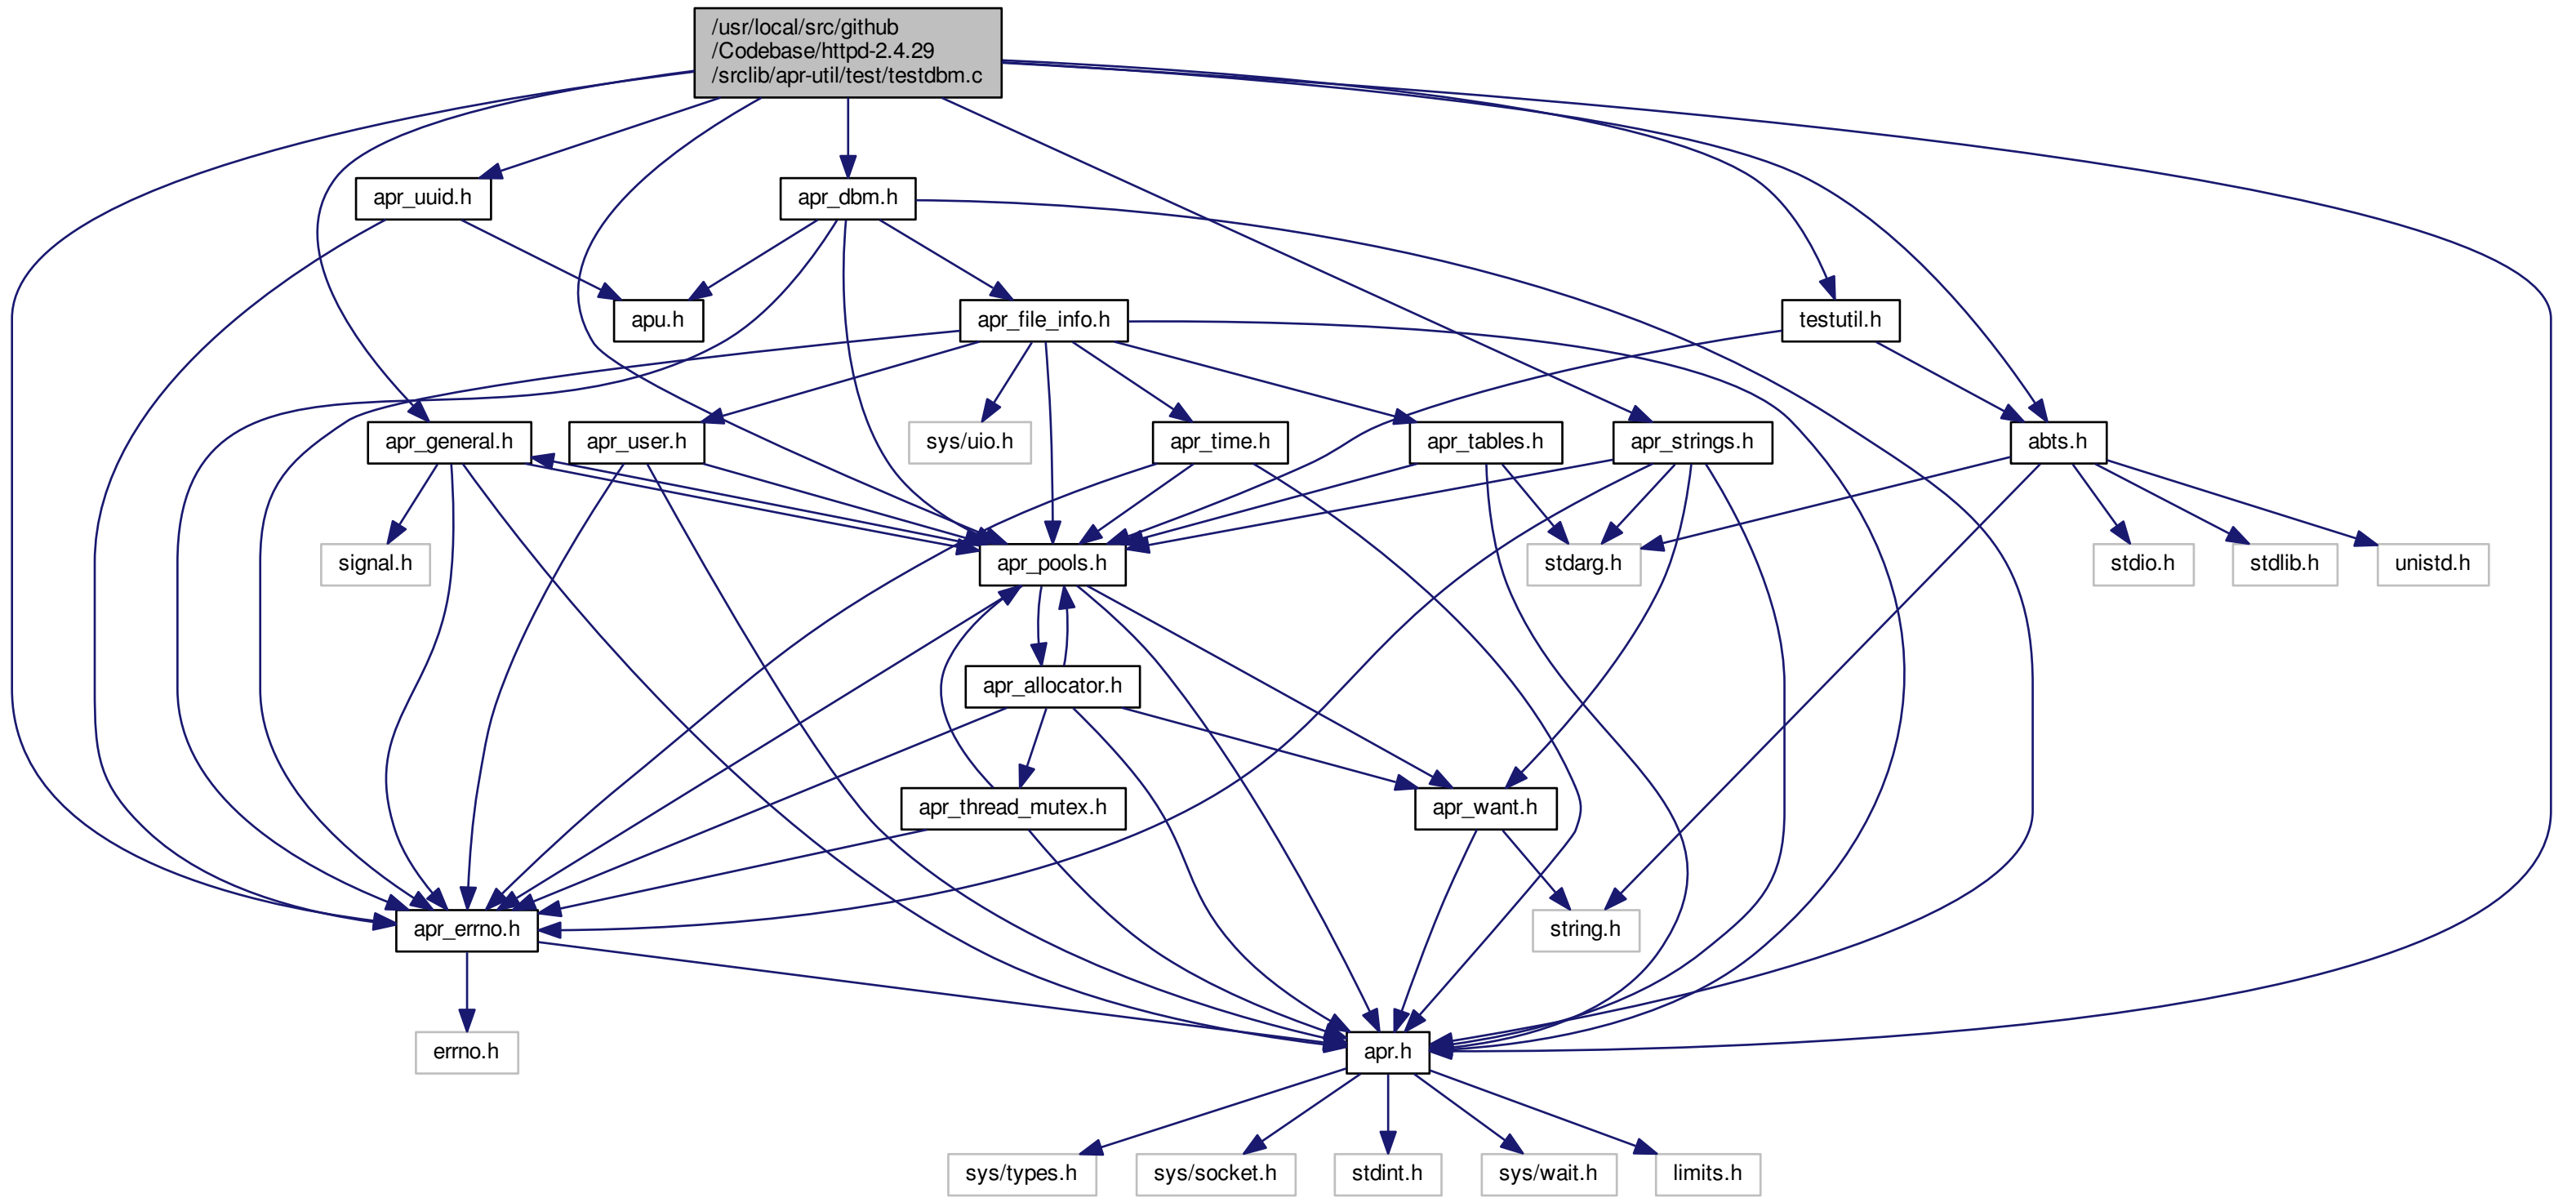 /usr/local/src/github
/Codebase/httpd-2.4.29
/srclib/apr-util/test/testdbm.c
apr_uuid.h
apr_dbm.h
apu.h
apr_file_info.h
testutil.h
apr_general.h
apr_user.h
sys/uio.h
apr_time.h
apr_tables.h
apr_strings.h
abts.h
signal.h
apr_pools.h
stdarg.h
stdio.h
stdlib.h
unistd.h
apr_allocator.h
apr_thread_mutex.h
apr_want.h
apr_errno.h
string.h
errno.h
apr.h
sys/types.h
sys/socket.h
stdint.h
sys/wait.h
limits.h